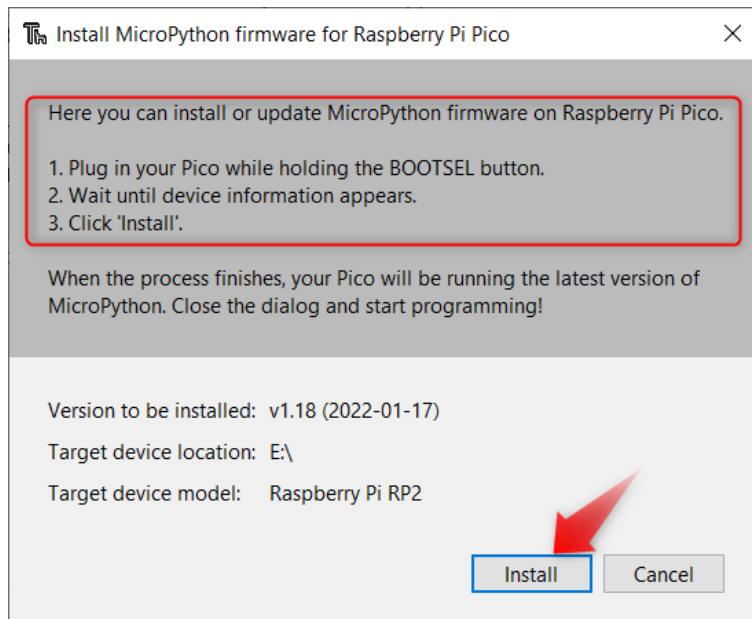 Install MicroPython firmware for Raspberry Pi Pico
Here you can install or update MicroPython firmware on Raspberry Pi Pico.
1. Plug in your Pico while holding the BOOTSEL button.
2. Wait until device information appears.
3. Click 'Install'.
When the process finishes, your Pico will be running the latest version of
MicroPython. Close the dialog and start programming!
Version to be installed: v1.18 (2022-01-17)
Target device location: E:\
Target device model: Raspberry Pi RP2
Install Cancel